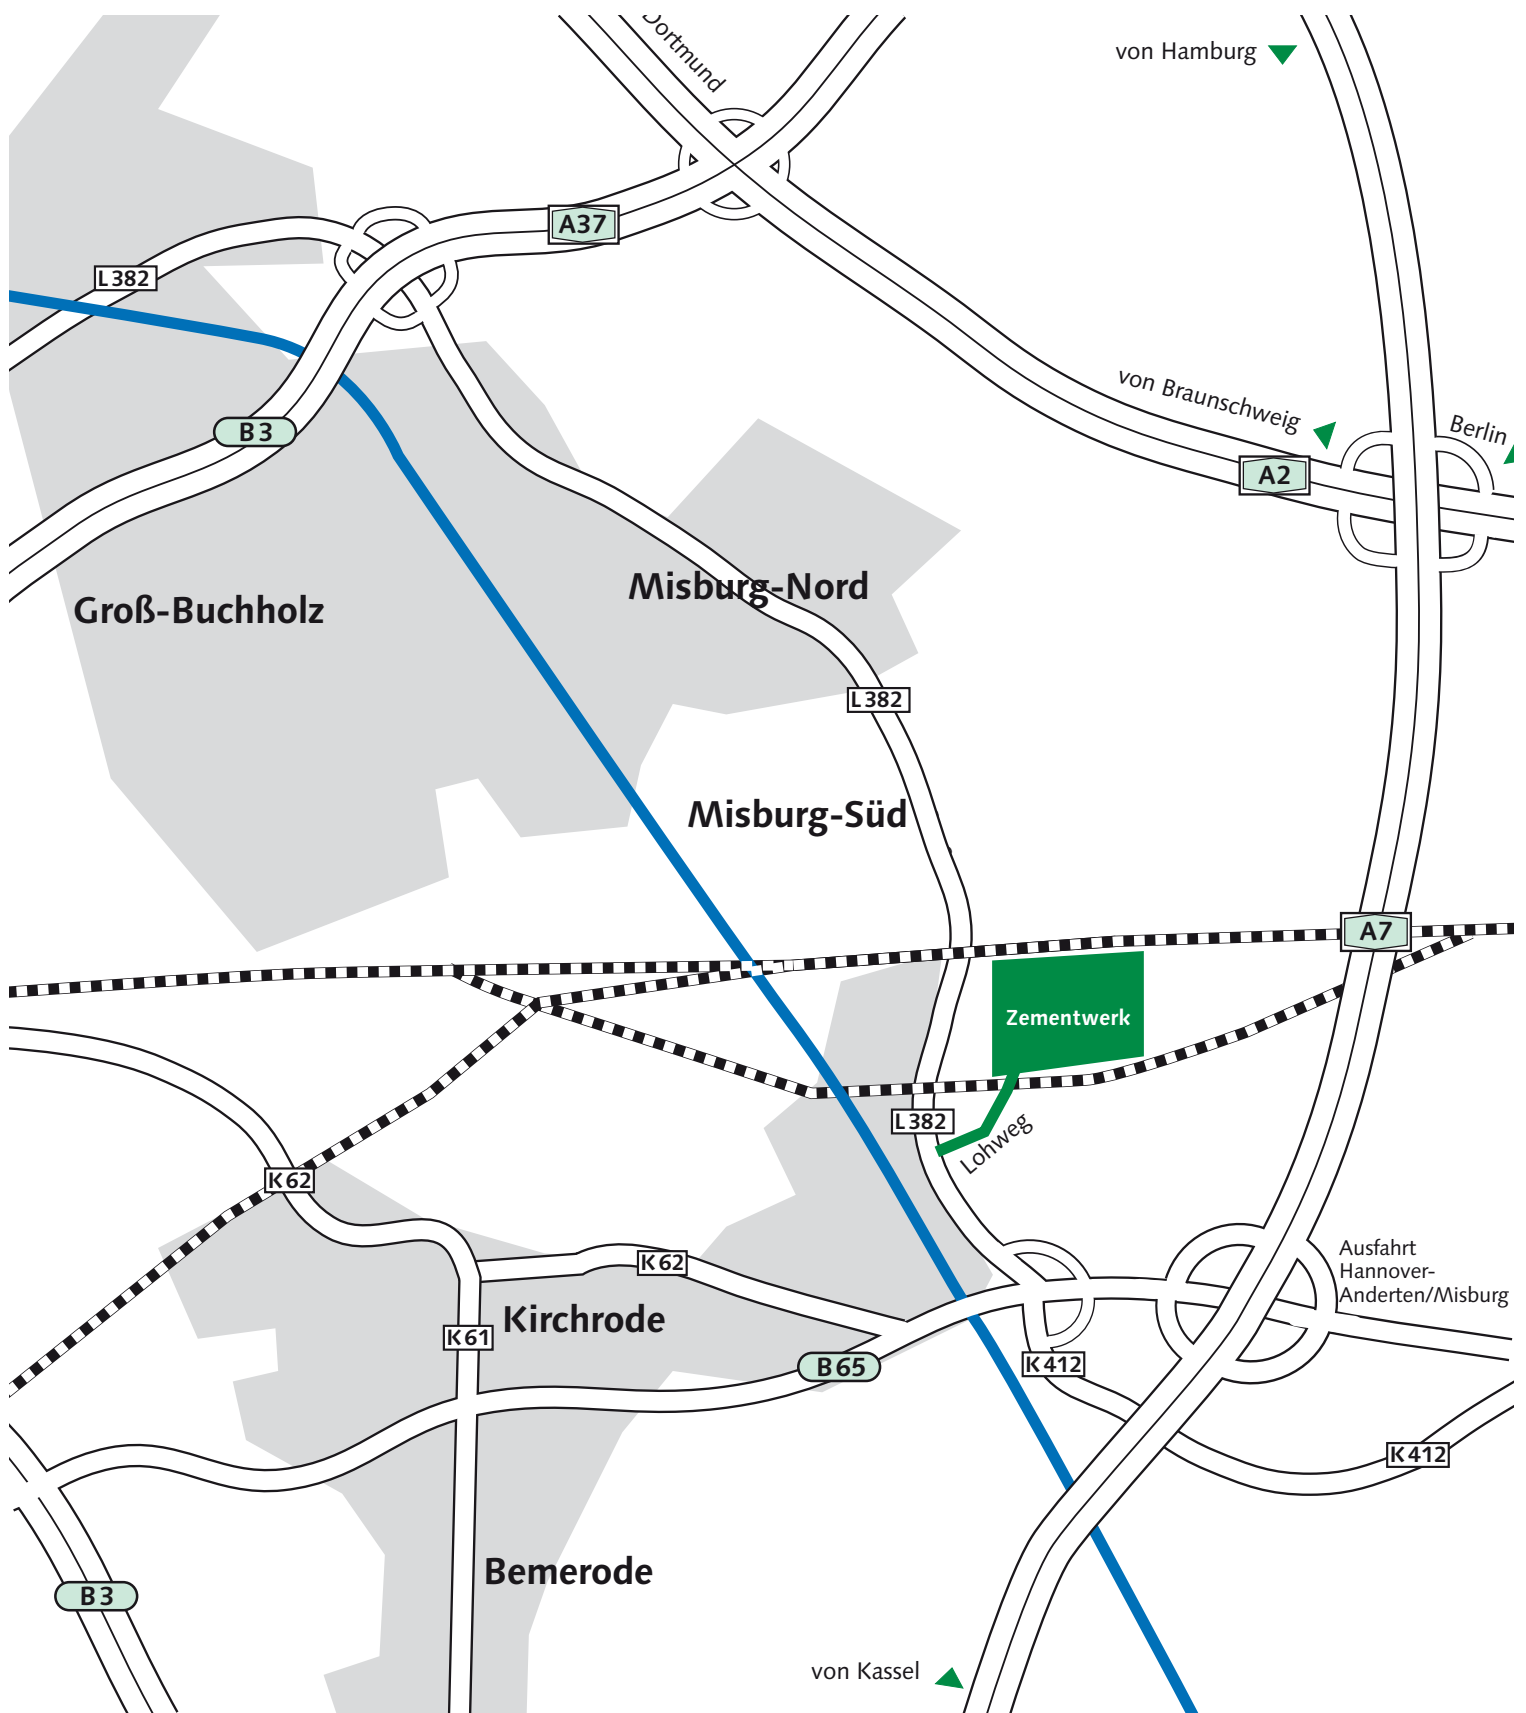 Dortmund
von Hamburg
A37
L382
von Braunschweig
Berlin
B3
A2
Misburg-Nord
Groß-Buchholz
L382
Misburg-Süd
A7
Zementwerk
L382
Lohweg
K62
K62
Ausfahrt
Hannover-
Anderten/Misburg
Kirchrode
K61
B65
K412
K412
Bemerode
B3
von Kassel